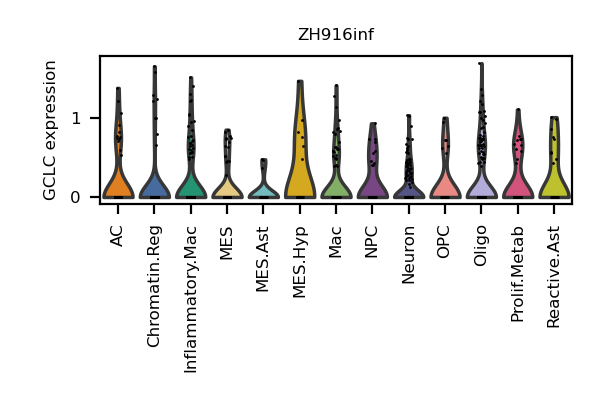 ZH916inf
GCLC expression
1
0
AC
Chromatin.Reg
Inflammatory.Mac
MES
MES.Ast
MES.Hyp
Mac
NPC
Neuron
OPC
Oligo
Prolif.Metab
Reactive.Ast